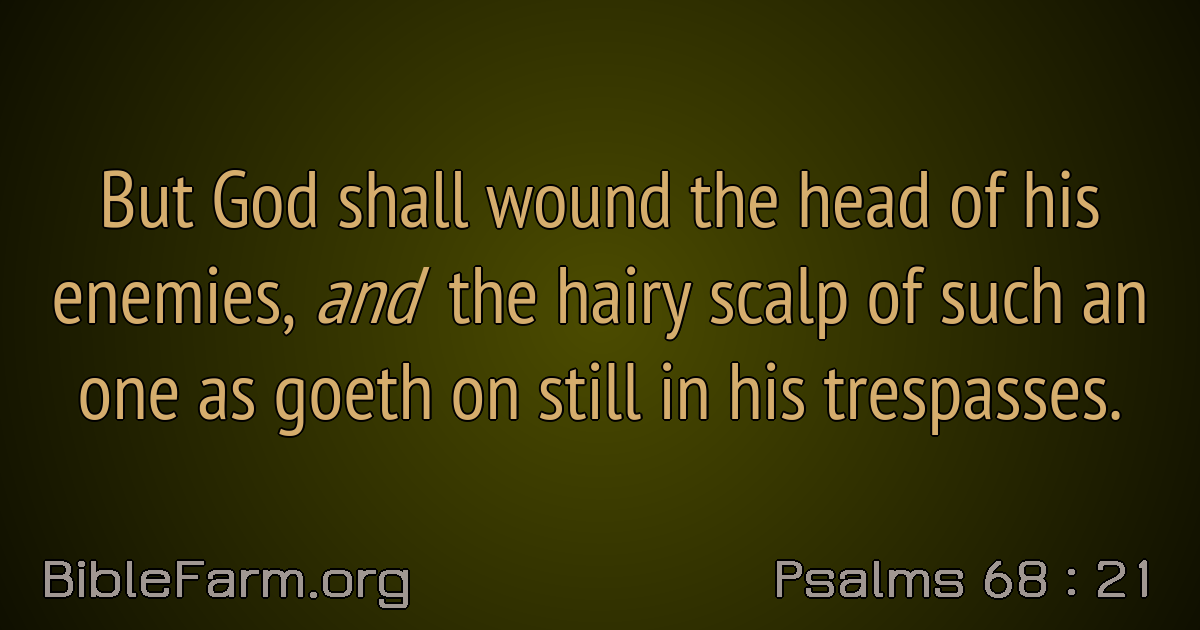 But God shall wound the head of his
enemies, and the hairy scalp of such an
one as goeth on still in his trespasses.
BibleFarm.org
Psalms 68 : 21